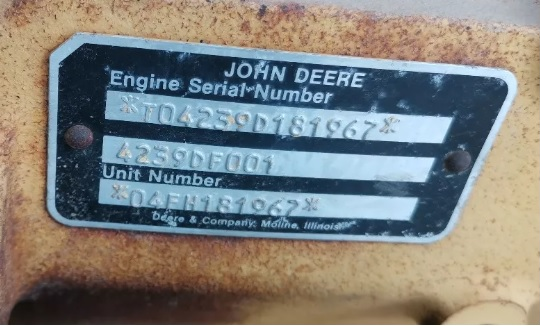 JOHN DEERE
Engine Serial Number
*T04239D181967*
4239DF001
Unit Number
*04FH181967*
Deere & Company, Moline, Illinois